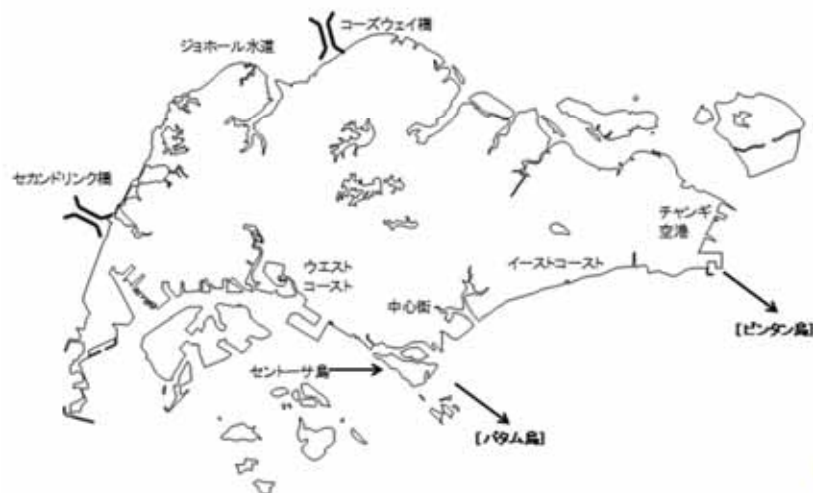 コーズウェイ橋
ジョホール水道
セカンドリンク橋
チャンギ
空港
ウエスト
コースト
イーストコースト
中心街
[ビンタン島]
セントーサ島
[バタム島]